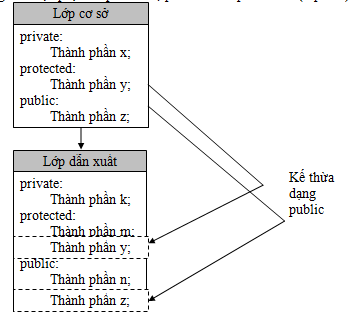 Lớp cơ sở
private:
Thành phần x;
protected:
Thành phần y;
public:
Thành phần z;
Lớp dẫn xuất
private:
Thành phần k;
protected:
Thành phần m;
Thành phần y;
public:
Thành phần n;
Thành phần z;
Kế thừa
dạng
public